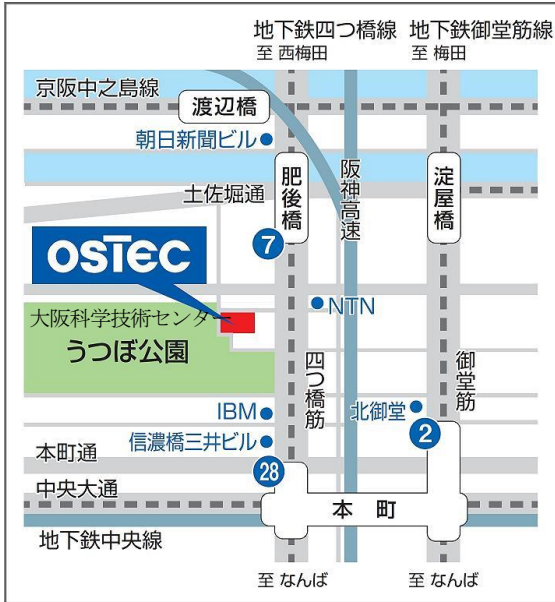 地下鉄四つ橋線
至 西梅田
地下鉄御堂筋線
至 梅田
京阪中之島線
渡辺橋
朝日新聞ビル
肥後橋
阪神高速
淀屋橋
土佐堀通
7
OSTEC
大阪科学技術センター
うつぼ公園
NTN
四つ橋筋
御堂筋
IBM
北御堂
2
信濃橋三井ビル
本町通
28
中央大通
本町
地下鉄中央線
至 なんば
至 なんば